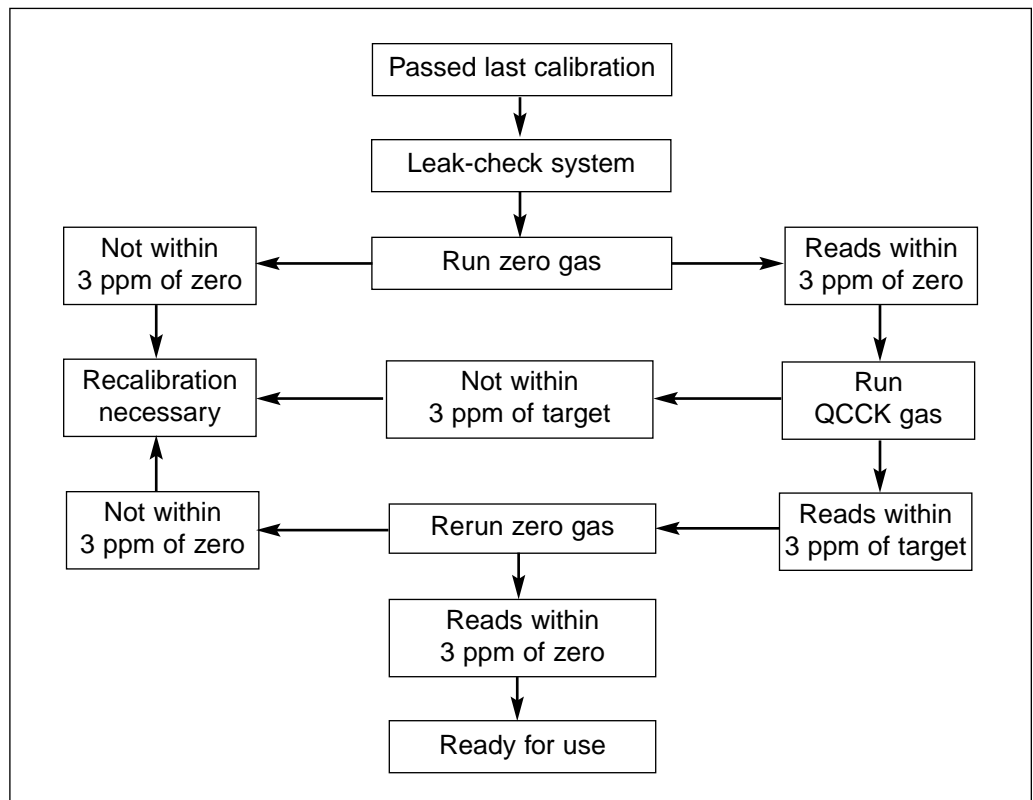 Passed last calibration
Leak-check system
Not within
3 ppm of zero
Run zero gas
Reads within
3 ppm of zero
Recalibration
necessary
Not within
3 ppm of target
Run
QCCK gas
Not within
3 ppm of zero
Rerun zero gas
Reads within
3 ppm of target
Reads within
3 ppm of zero
Ready for use